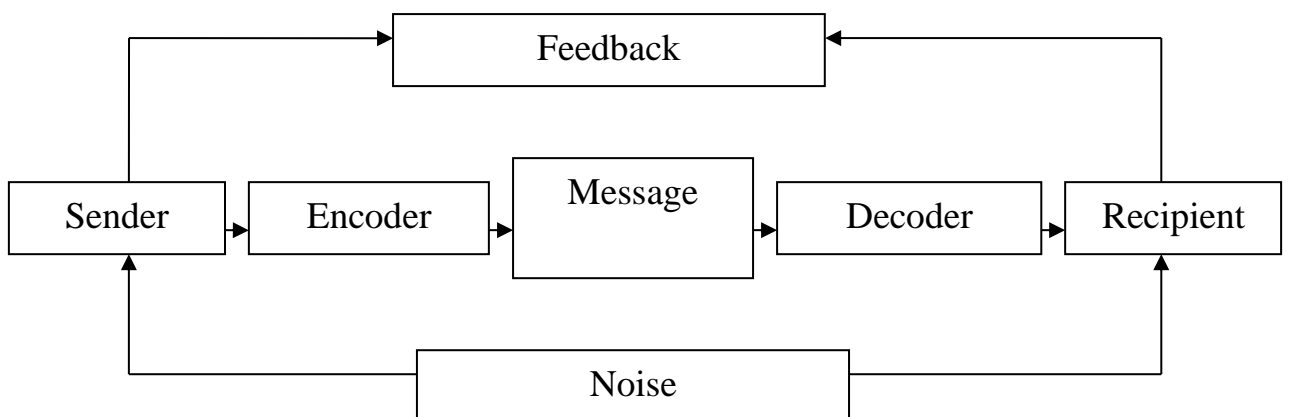 Feedback
Sender
Encoder
Message
Decoder
Recipient
Noise